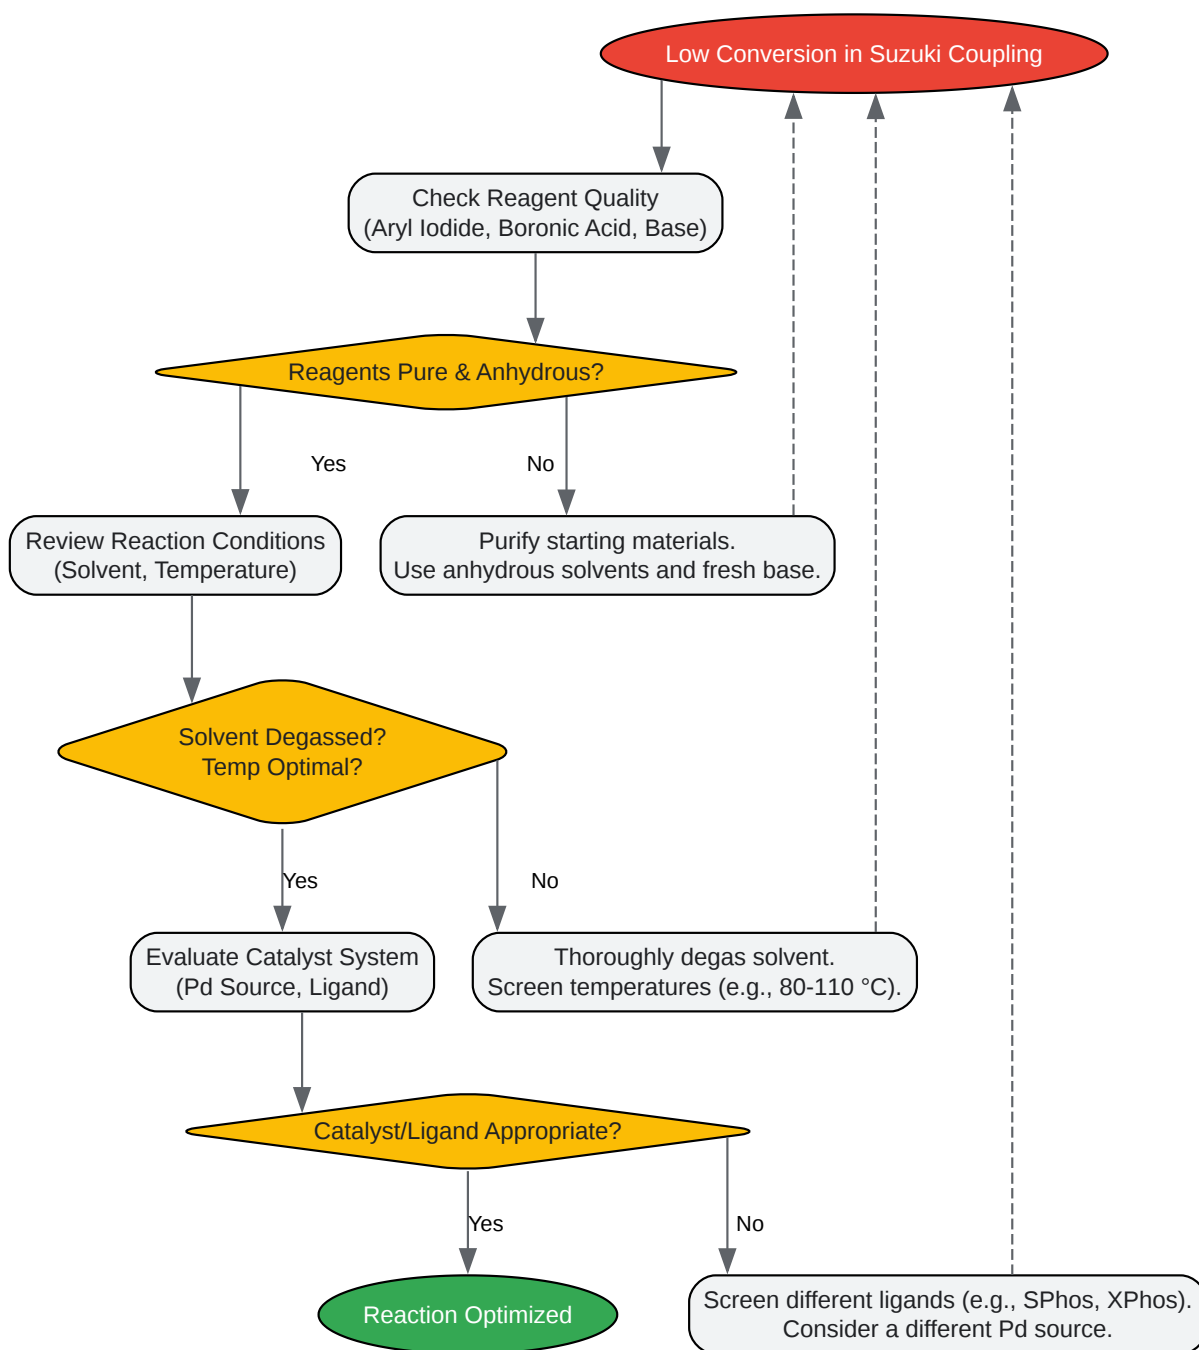 Low Conversion in Suzuki Coupling
Check Reagent Quality
(Aryl Iodide, Boronic Acid, Base)
Reagents Pure & Anhydrous?
Yes
No
Review Reaction Conditions
(Solvent, Temperature)
Purify starting materials.
Use anhydrous solvents and fresh base.
Solvent Degassed?
Temp Optimal?
Yes
No
Evaluate Catalyst System
(Pd Source, Ligand)
Thoroughly degas solvent.
Screen temperatures (e.g., 80-110 °C).
Catalyst/Ligand Appropriate?
Yes
No
Reaction Optimized
Screen different ligands (e.g., SPhos, XPhos).
Consider a different Pd source.